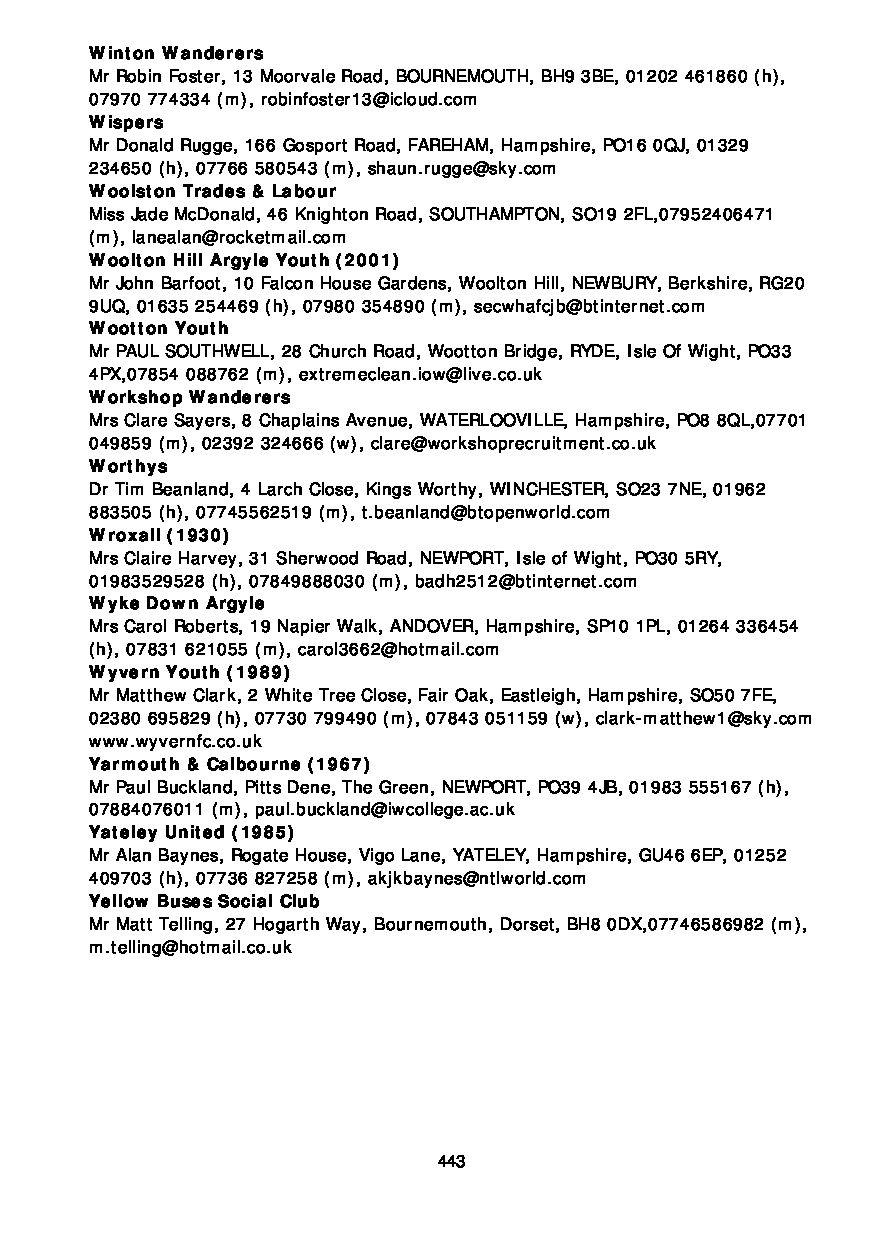 Winton Wanderers
Mr Robin Foster, 13 Moorvale Road, BOURNEMOUTH, BH9 3BE, 01202 461860 (h),
07970 774334 (m), robinfoster13@icloud.com
Wispers
Mr Donald Rugge, 166 Gosport Road, FAREHAM, Hampshire, PO16 0QJ, 01329
234650 (h), 07766 580543 (m), shaun.rugge@sky.com
Woolston Trades & Labour
Miss Jade McDonald, 46 Knighton Road, SOUTHAMPTON, SO19 2FL,07952406471
(m), lanealan@rocketmail.com
Woolton Hill Argyle Youth (2001)
Mr John Barfoot, 10 Falcon House Gardens, Woolton Hill, NEWBURY, Berkshire, RG20
9UQ, 01635 254469 (h), 07980 354890 (m), secwhafcjb@btinternet.com
Wootton Youth
Mr PAUL SOUTHWELL, 28 Church Road, Wootton Bridge, RYDE, Isle Of Wight, PO33
4PX,07854 088762 (m), extremeclean.iow@live.co.uk
Workshop Wanderers
Mrs Clare Sayers, 8 Chaplains Avenue, WATERLOOVILLE, Hampshire, PO8 8QL,07701
049859 (m), 02392 324666 (w), clare@workshoprecruitment.co.uk
Worthys
Dr Tim Beanland, 4 Larch Close, Kings Worthy, WINCHESTER, SO23 7NE, 01962
883505 (h), 07745562519 (m), t.beanland@btopenworld.com
Wroxall (1930)
Mrs Claire Harvey, 31 Sherwood Road, NEWPORT, Isle of Wight, PO30 5RY,
01983529528 (h), 07849888030 (m), badh2512@btinternet.com
Wyke Down Argyle
Mrs Carol Roberts, 19 Napier Walk, ANDOVER, Hampshire, SP10 1PL, 01264 336454
(h), 07831 621055 (m), carol3662@hotmail.com
Wyvern Youth (1989)
Mr Matthew Clark, 2 White Tree Close, Fair Oak, Eastleigh, Hampshire, SO50 7FE,
02380 695829 (h), 07730 799490 (m), 07843 051159 (w), clark-matthew1@sky.com
www.wyvernfc.co.uk
Yarmouth & Calbourne (1967)
Mr Paul Buckland, Pitts Dene, The Green, NEWPORT, PO39 4JB, 01983 555167 (h),
07884076011 (m), paul.buckland@iwcollege.ac.uk
Yateley United (1985)
Mr Alan Baynes, Rogate House, Vigo Lane, YATELEY, Hampshire, GU46 6EP, 01252
409703 (h), 07736 827258 (m), akjkbaynes@ntlworld.com
Yellow Buses Social Club
Mr Matt Telling, 27 Hogarth Way, Bournemouth, Dorset, BH8 0DX,07746586982 (m),
m.telling@hotmail.co.uk
443